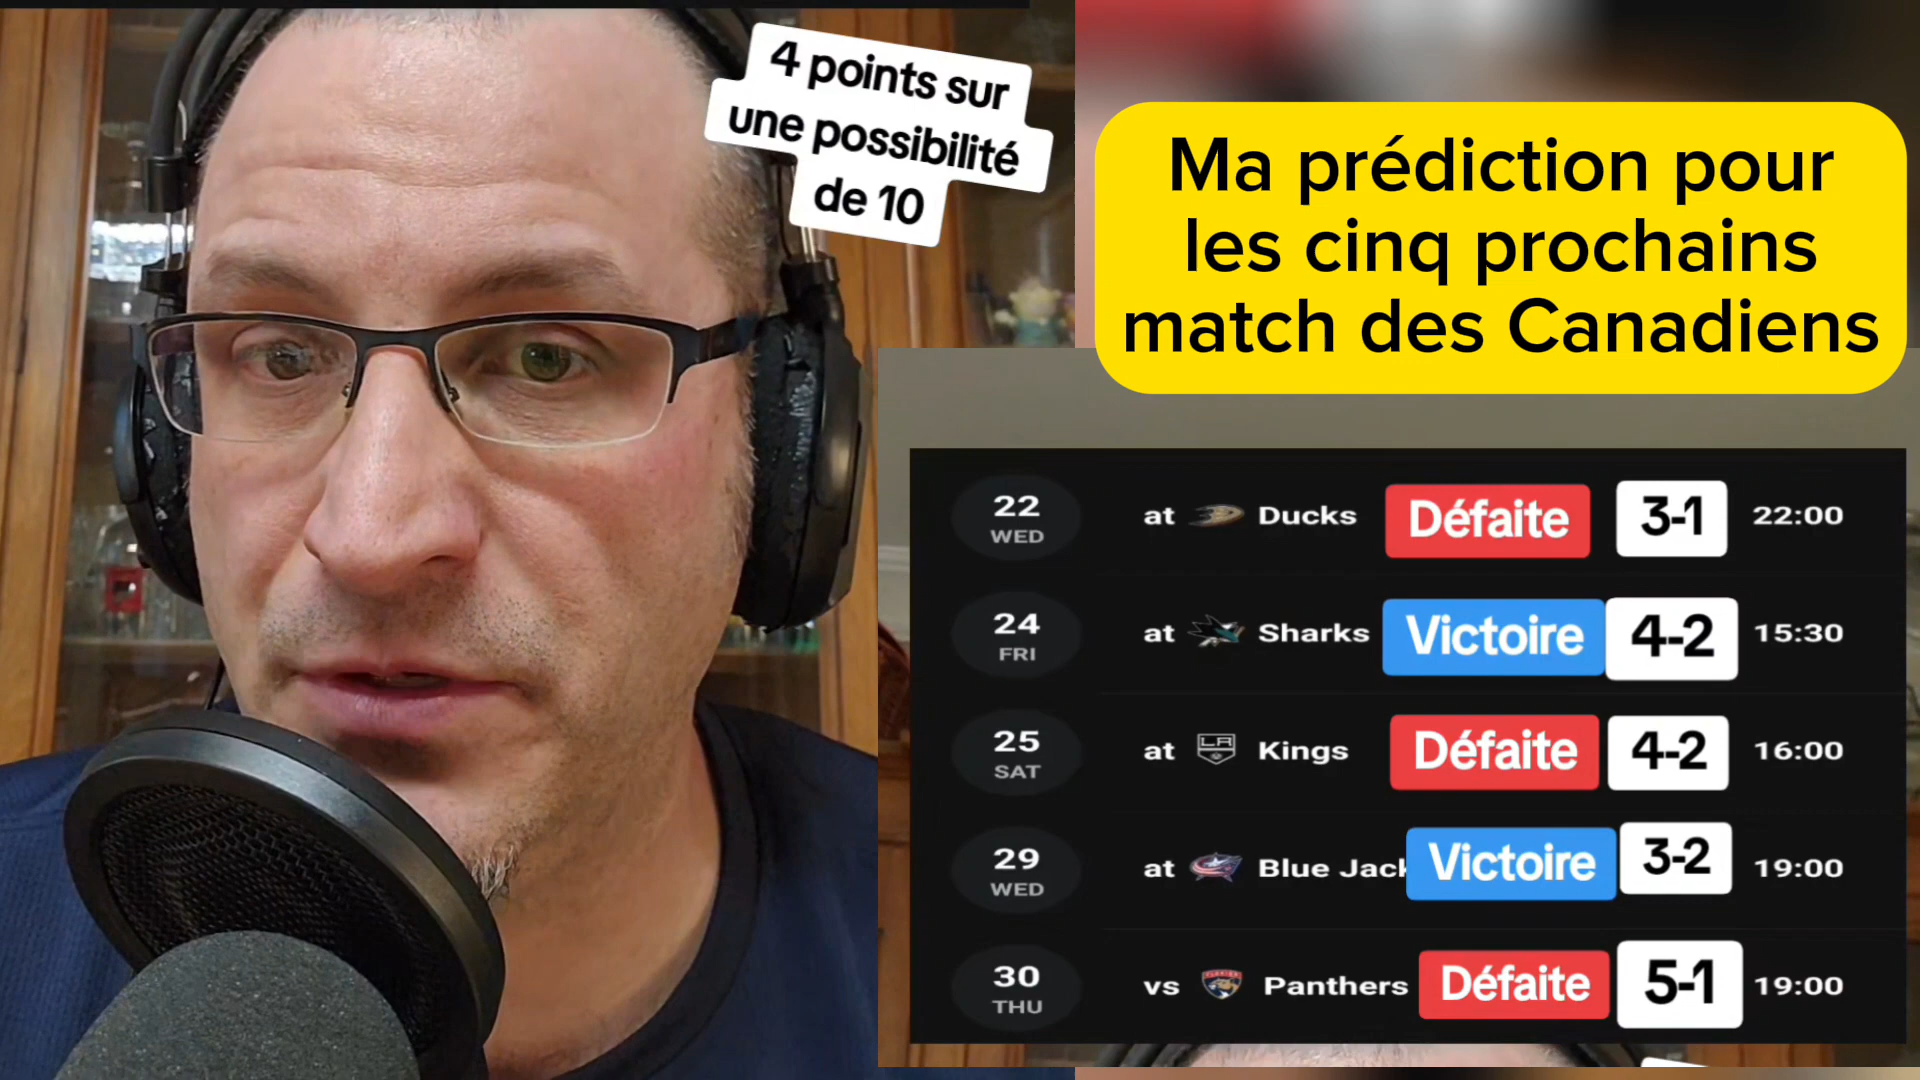 4 points sur
une possibilité
de 10
Ma prédiction pour
les cinq prochains
match des Canadiens
22 WED at Ducks Défaite 3-1 22:00
24 FRI at Sharks Victoire 4-2 15:30
25 SAT at LA Kings Défaite 4-2 16:00
29 WED at Blue Jack Victoire 3-2 19:00
30 THU vs Panthers Défaite 5-1 19:00